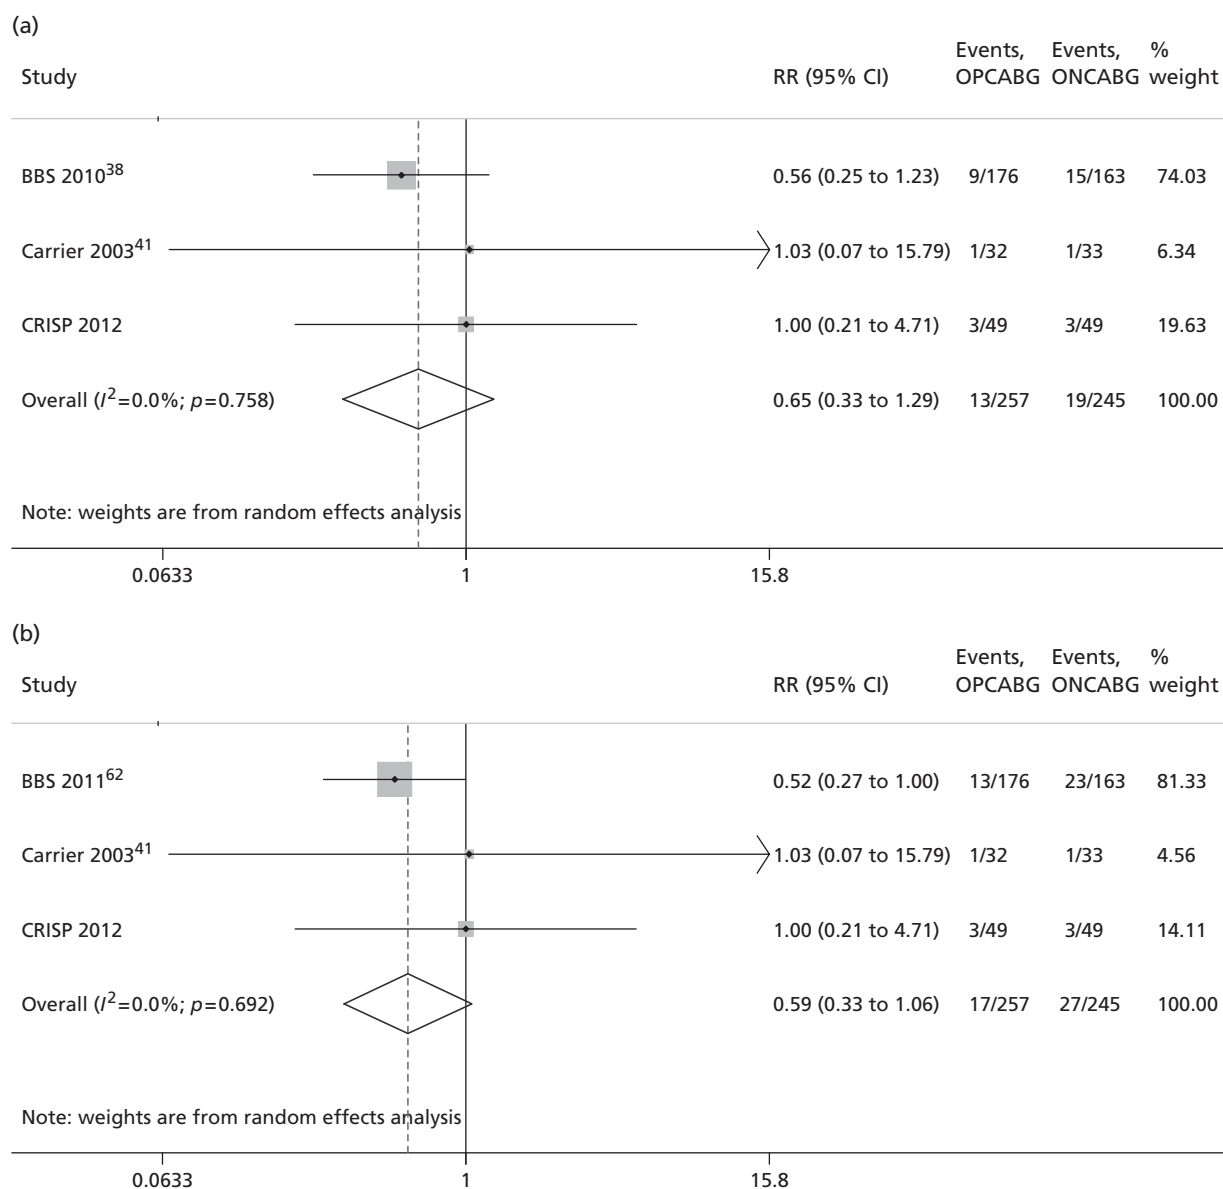 (a)
Events, Events, %
Study RR (95% CI) OPCABG ONCABG weight
BBS 2010³⁸ 0.56 (0.25 to 1.23) 9/176 15/163 74.03
Carrier 2003⁴¹ 1.03 (0.07 to 15.79) 1/32 1/33 6.34
CRISP 2012 1.00 (0.21 to 4.71) 3/49 3/49 19.63
Overall (I²=0.0%; p=0.758) 0.65 (0.33 to 1.29) 13/257 19/245 100.00
Note: weights are from random effects analysis
0.0633 1 15.8
(b)
Events, Events, %
Study RR (95% CI) OPCABG ONCABG weight
BBS 2011⁶² 0.52 (0.27 to 1.00) 13/176 23/163 81.33
Carrier 2003⁴¹ 1.03 (0.07 to 15.79) 1/32 1/33 4.56
CRISP 2012 1.00 (0.21 to 4.71) 3/49 3/49 14.11
Overall (I²=0.0%; p=0.692) 0.59 (0.33 to 1.06) 17/257 27/245 100.00
Note: weights are from random effects analysis
0.0633 1 15.8